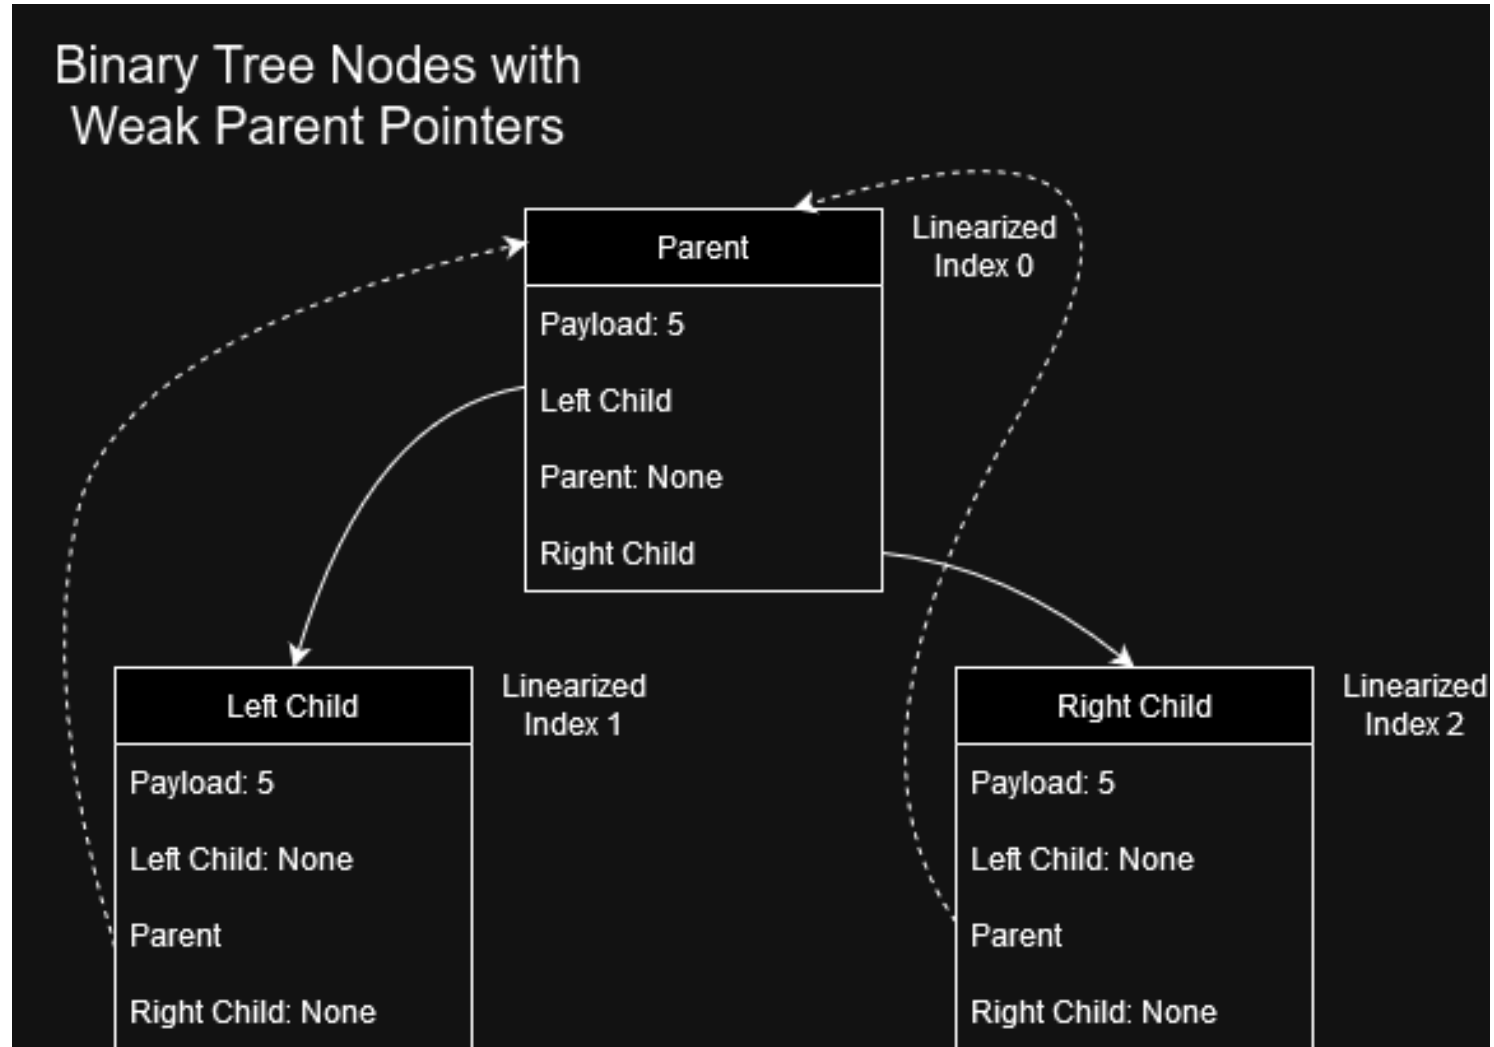 Binary Tree Nodes with
Weak Parent Pointers
Parent
Linearized
Index 0
Payload: 5
Left Child
Parent: None
Right Child
Left Child
Linearized
Index 1
Payload: 5
Left Child: None
Parent
Right Child: None
Right Child
Linearized
Index 2
Payload: 5
Left Child: None
Parent
Right Child: None